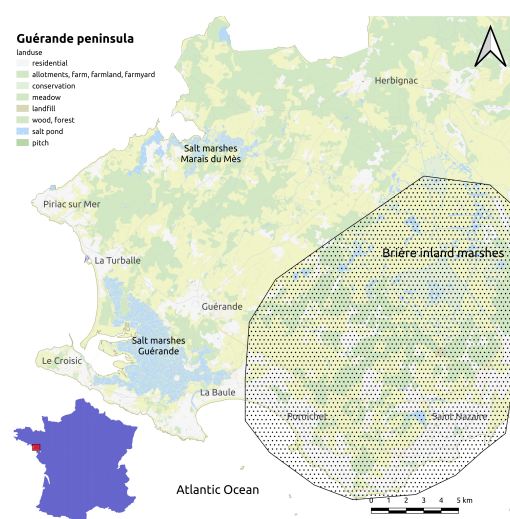 Guérande peninsula
landuse
residential
allotments, farm, farmland, farmyard
conservation
meadow
landfill
wood, forest
salt pond
pitch
Herbignac
Salt marshes
Marais du Mès
Piriac sur Mer
Brière inland marshes
La Turballe
Guérande
Salt marshes
Guérande
Le Croisic
La Baule
Pornichet
Saint Nazaire
Atlantic Ocean
0 1 2 3 4 5 km